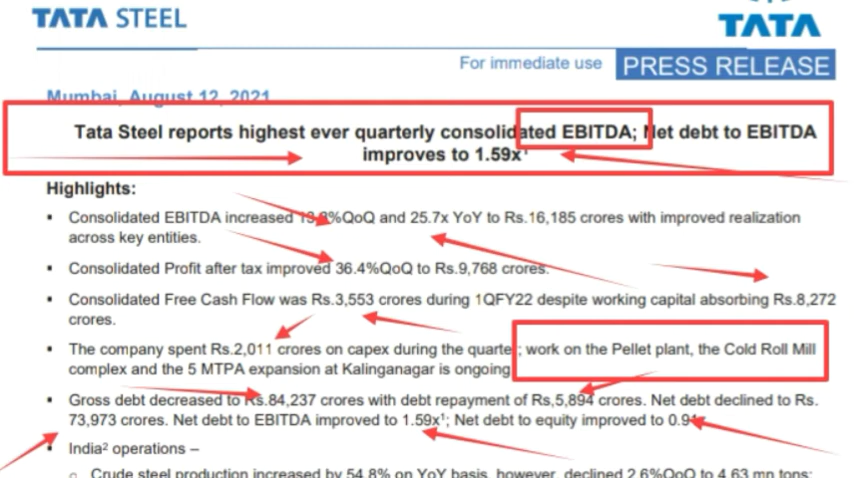 TATA STEEL
TATA
For immediate use PRESS RELEASE
Mumbai, August 12, 2021
Tata Steel reports highest ever quarterly consolidated EBITDA; Net debt to EBITDA
improves to 1.59x¹
Highlights:
▪ Consolidated EBITDA increased %QoQ and 25.7x YoY to Rs.16,185 crores with improved realization
across key entities.
▪ Consolidated Profit after tax improved 36.4%QoQ to Rs.9,768 crores.
▪ Consolidated Free Cash Flow was Rs.3,553 crores during 1QFY22 despite working capital absorbing Rs.8,272
crores.
▪ The company spent Rs.2,011 crores on capex during the quarter; work on the Pellet plant, the Cold Roll Mill
complex and the 5 MTPA expansion at Kalinganagar is ongoing
▪ Gross debt decreased to Rs.84,237 crores with debt repayment of Rs,5,894 crores. Net debt declined to Rs.
73,973 crores. Net debt to EBITDA improved to 1.59x¹; Net debt to equity improved to
▪ India² operations –
o Crude steel production increased by 54.8% on YoY basis, however, declined 2.6%QoQ to 4.63 mn tons;